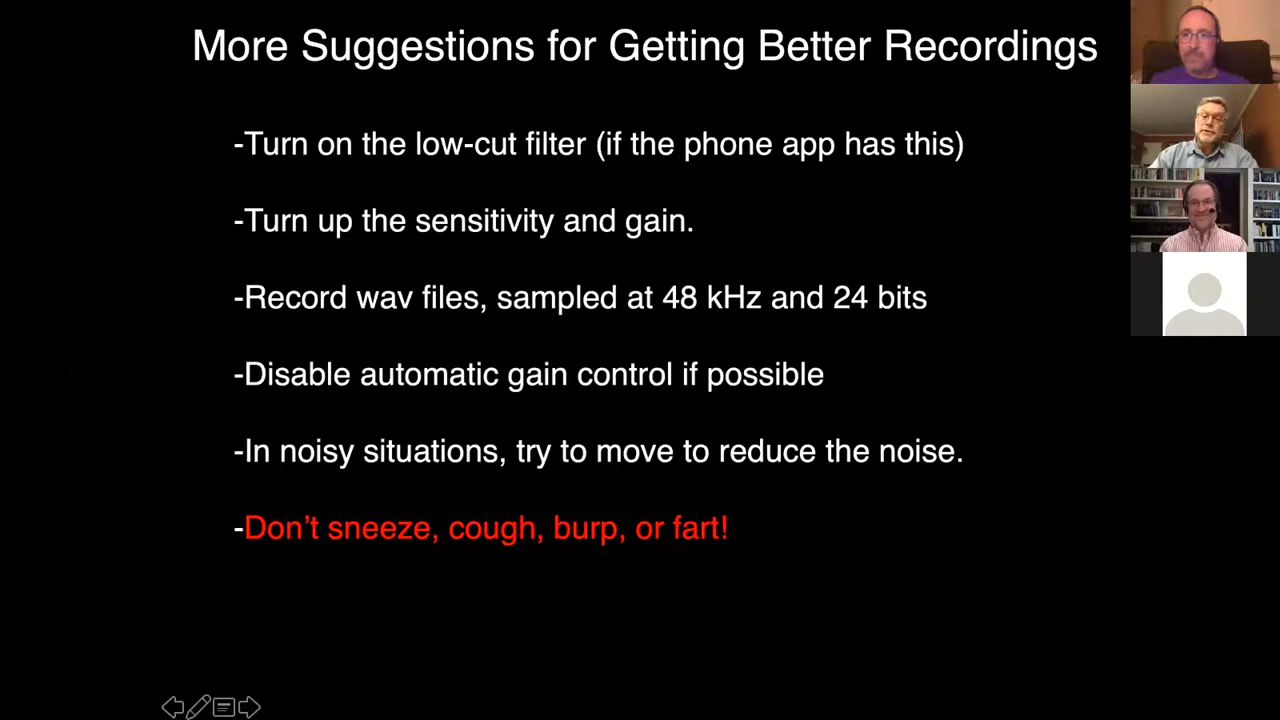 More Suggestions for Getting Better Recordings
-Turn on the low-cut filter (if the phone app has this)
-Turn up the sensitivity and gain.
-Record wav files, sampled at 48 kHz and 24 bits
-Disable automatic gain control if possible
-In noisy situations, try to move to reduce the noise.
-Don’t sneeze, cough, burp, or fart!